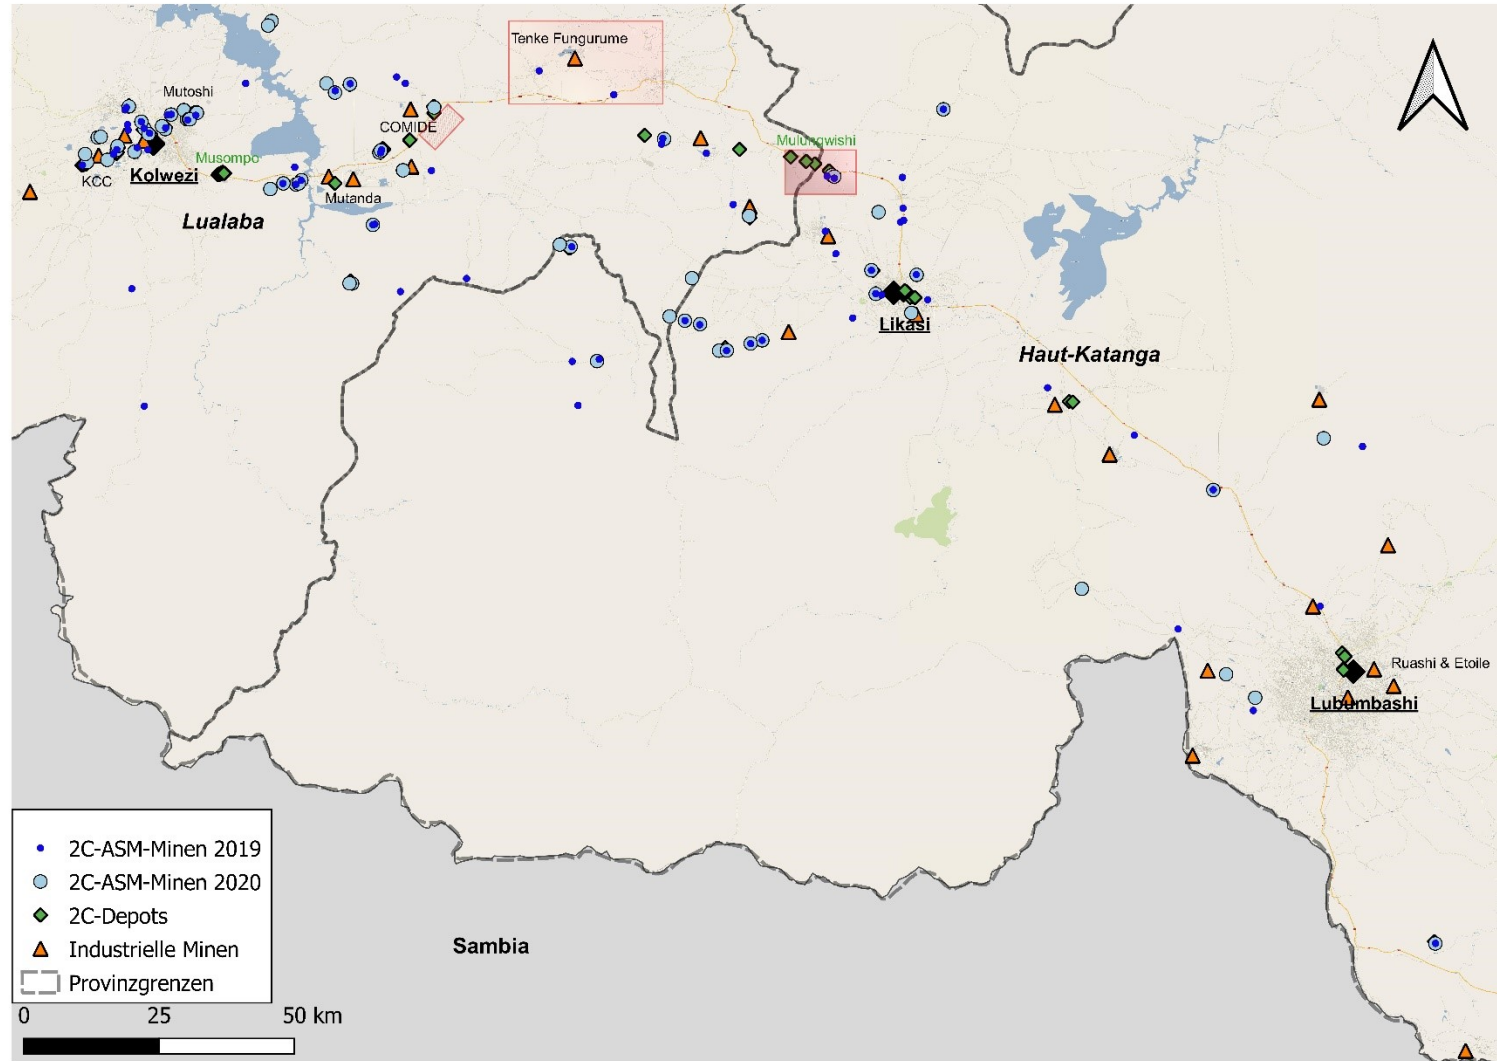 Tenke Fungurume
Mutoshi
COMIDE
Mulungwishi
Musompo
KCC
Kolwezi
Mutanda
Lualaba
Likasi
Haut-Katanga
Ruashi & Etoile
Lubumbashi
2C-ASM-Minen 2019
2C-ASM-Minen 2020
2C-Depots
Industrielle Minen
Provinzgrenzen
Sambia
0 25 50 km